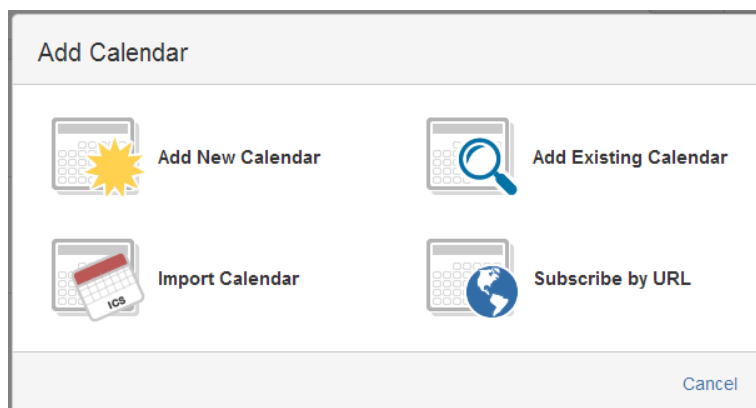 Add Calendar
Add New Calendar
Add Existing Calendar
Import Calendar
ICS
Subscribe by URL
Cancel